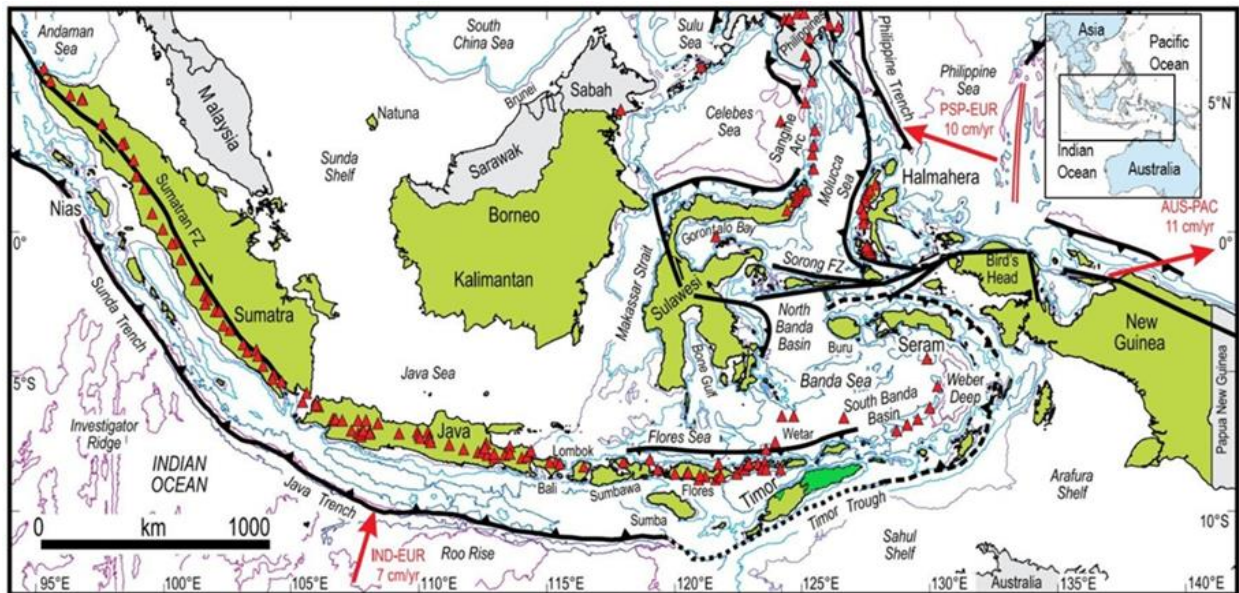 Andaman
Sea
South
China Sea
Sulu
Sea
Philippines
Philippine Trench
Philippine
Sea
Asia
Pacific
Ocean
Indian
Ocean
Australia
Malaysia
Natuna
Brunei
Sabah
Celebes
Sea
Sangihe
Arc
PSP-EUR
10 cm/yr
5°N
Sunda
Shelf
Sarawak
Molucca
Sea
Halmahera
AUS-PAC
11 cm/yr
Nias
Sumatran FZ
Borneo
Gorontalo Bay
0°
0°
Kalimantan
Makassar Strait
Sorong FZ
Bird's
Head
Sunda Trench
Sumatra
Sulawesi
North
Banda
Basin
Buru
Seram
New
Guinea
Java Sea
Bone Gulf
5°S
5°S
Banda Sea
Weber
Deep
South Banda
Basin
Papua New Guinea
Investigator
Ridge
Java
Flores Sea
Wetar
Lombok
INDIAN
OCEAN
Bali
Sumbawa
Flores
Timor
Arafura
Shelf
Java Trench
Sumba
Timor Trough
10°S
0 km 1000
IND-EUR
7 cm/yr
Roo Rise
Sahul
Shelf
Australia
95°E 100°E 105°E 110°E 115°E 120°E 125°E 130°E 135°E 140°E